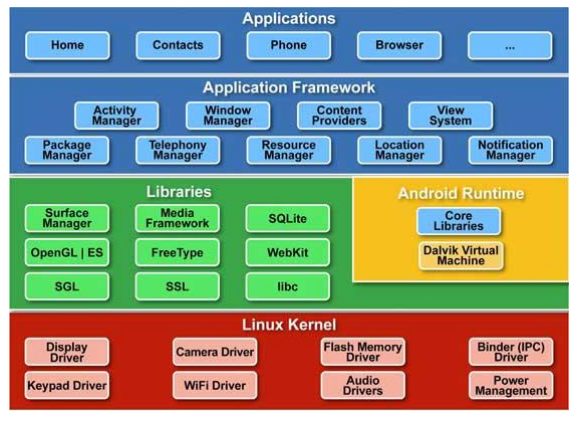 Applications
Home
Contacts
Phone
Browser
...
Application Framework
Activity
Manager
Window
Manager
Content
Providers
View
System
Package
Manager
Telephony
Manager
Resource
Manager
Location
Manager
Notification
Manager
Libraries
Surface
Manager
Media
Framework
SQLite
OpenGL | ES
FreeType
WebKit
SGL
SSL
libc
Android Runtime
Core
Libraries
Dalvik Virtual
Machine
Linux Kernel
Display
Driver
Camera Driver
Flash Memory
Driver
Binder (IPC)
Driver
Keypad Driver
WiFi Driver
Audio
Drivers
Power
Management